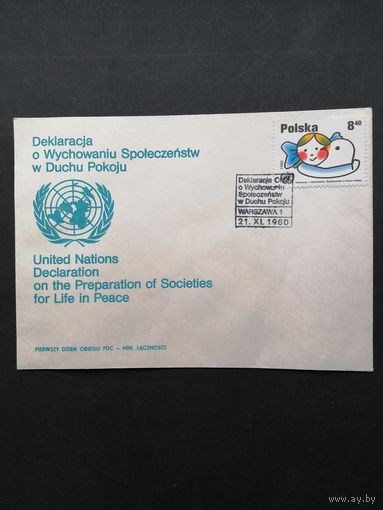 Deklaracja
o Wychowaniu Społeczeństw
w Duchu Pokoju
United Nations
Declaration
on the Preparation of Societies
for Life in Peace
PIERWSZY DZIEŃ OBIEGU FDC — MIN. ŁĄCZNOŚCI
Polska 8 40
Deklaracja
o Wychowaniu
Społeczeństw
w Duchu Pokoju
WARSZAWA 1
21. XI. 1980
www.ay.by